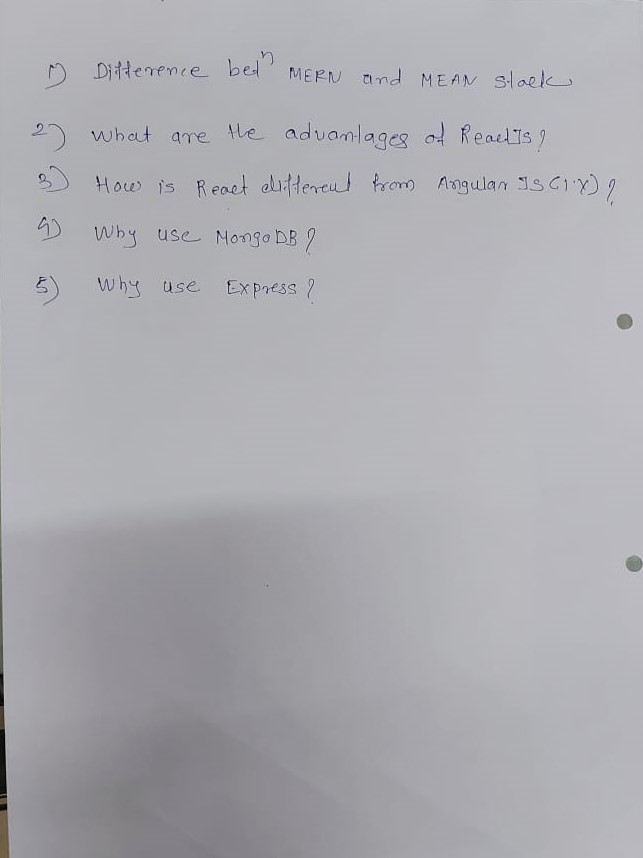 1) Difference betⁿ MERN and MEAN stack
2) What are the advantages of ReactJs?
3) How is React different from Angular JS (1.X)?
4) Why use MongoDB?
5) Why use Express?